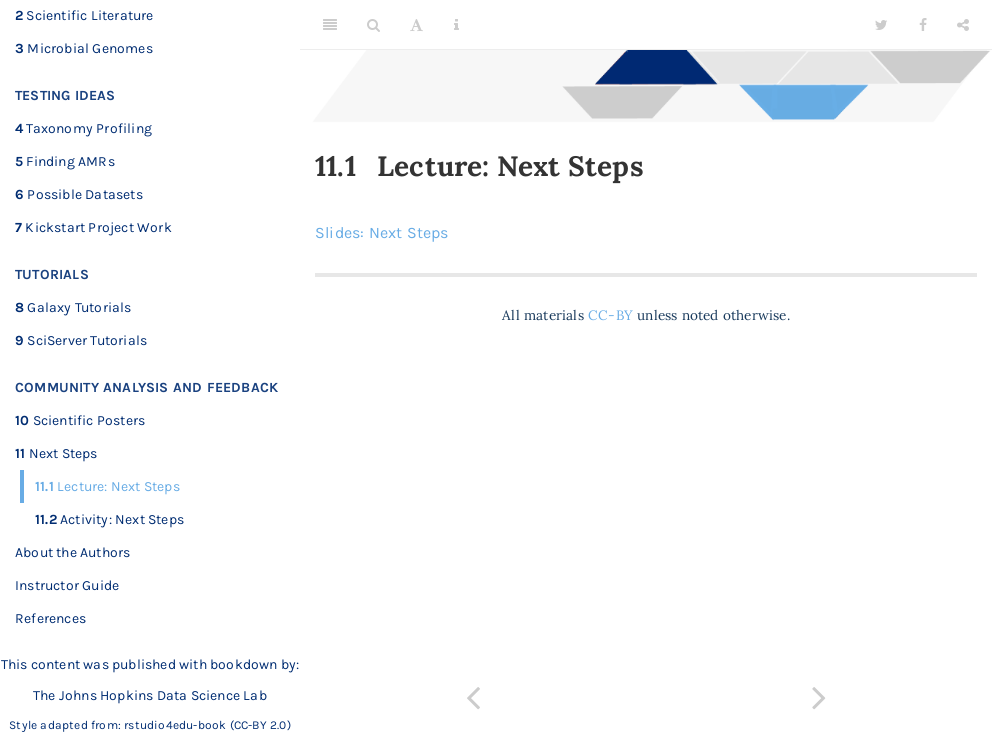 2 Scientific Literature
3 Microbial Genomes
TESTING IDEAS
4 Taxonomy Profiling
5 Finding AMRs
6 Possible Datasets
7 Kickstart Project Work
TUTORIALS
8 Galaxy Tutorials
9 SciServer Tutorials
COMMUNITY ANALYSIS AND FEEDBACK
10 Scientific Posters
11 Next Steps
11.1 Lecture: Next Steps
11.2 Activity: Next Steps
About the Authors
Instructor Guide
References
This content was published with bookdown by:
The Johns Hopkins Data Science Lab
Style adapted from: rstudio4edu-book (CC-BY 2.0)
11.1 Lecture: Next Steps
Slides: Next Steps
All materials CC-BY unless noted otherwise.